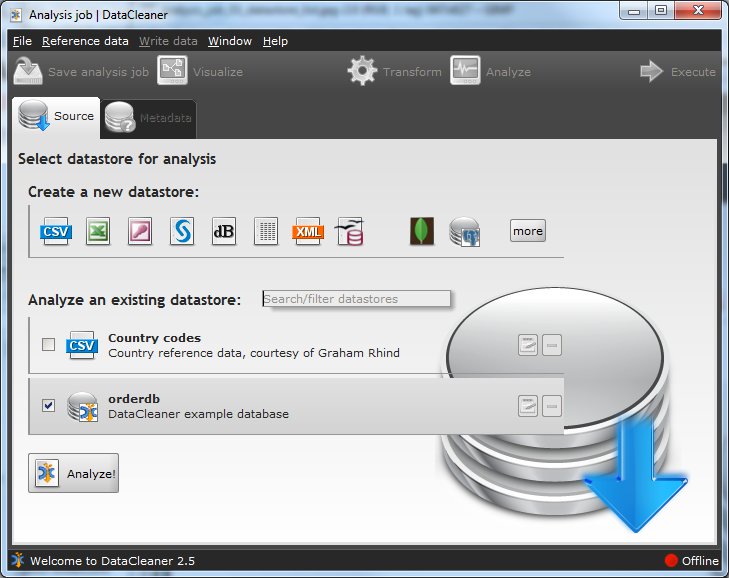 Analysis job | DataCleaner
File Reference data Write data Window Help
Save analysis job Visualize Transform Analyze Execute
Source Metadata
Select datastore for analysis
Create a new datastore:
CSV dB XML more
Analyze an existing datastore: Search/filter datastores
CSV Country codes
Country reference data, courtesy of Graham Rhind
orderdb
DataCleaner example database
Analyze!
Welcome to DataCleaner 2.5 Offline